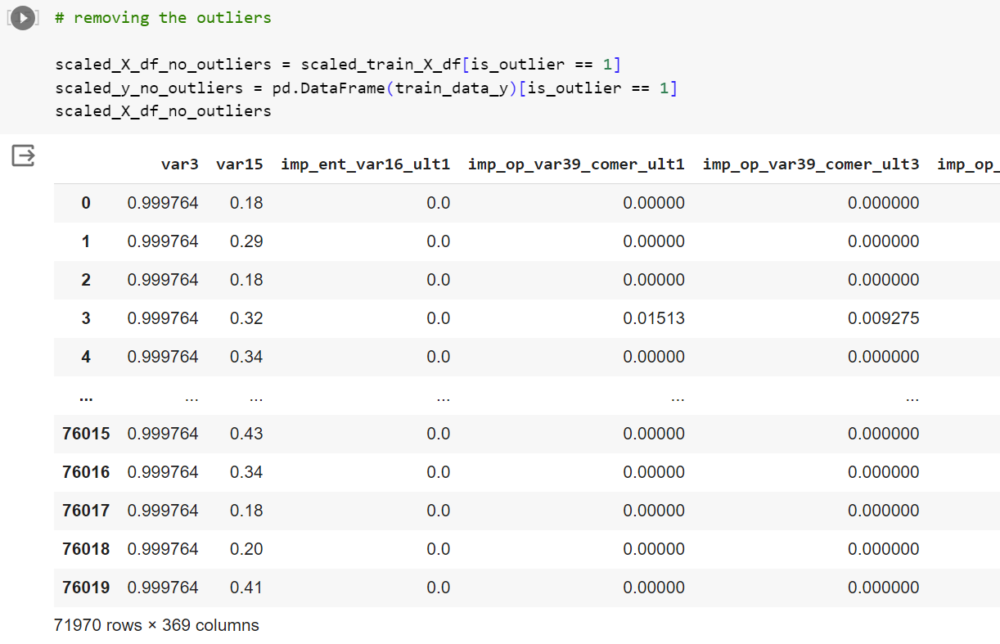 # removing the outliers
scaled_X_df_no_outliers = scaled_train_X_df[is_outlier == 1]
scaled_y_no_outliers = pd.DataFrame(train_data_y)[is_outlier == 1]
scaled_X_df_no_outliers
var3 var15 imp_ent_var16_ult1 imp_op_var39_comer_ult1 imp_op_var39_comer_ult3 imp_op_
0 0.999764 0.18 0.0 0.00000 0.000000
1 0.999764 0.29 0.0 0.00000 0.000000
2 0.999764 0.18 0.0 0.00000 0.000000
3 0.999764 0.32 0.0 0.01513 0.009275
4 0.999764 0.34 0.0 0.00000 0.000000
... ... ... ... ... ...
76015 0.999764 0.43 0.0 0.00000 0.000000
76016 0.999764 0.34 0.0 0.00000 0.000000
76017 0.999764 0.18 0.0 0.00000 0.000000
76018 0.999764 0.20 0.0 0.00000 0.000000
76019 0.999764 0.41 0.0 0.00000 0.000000
71970 rows × 369 columns